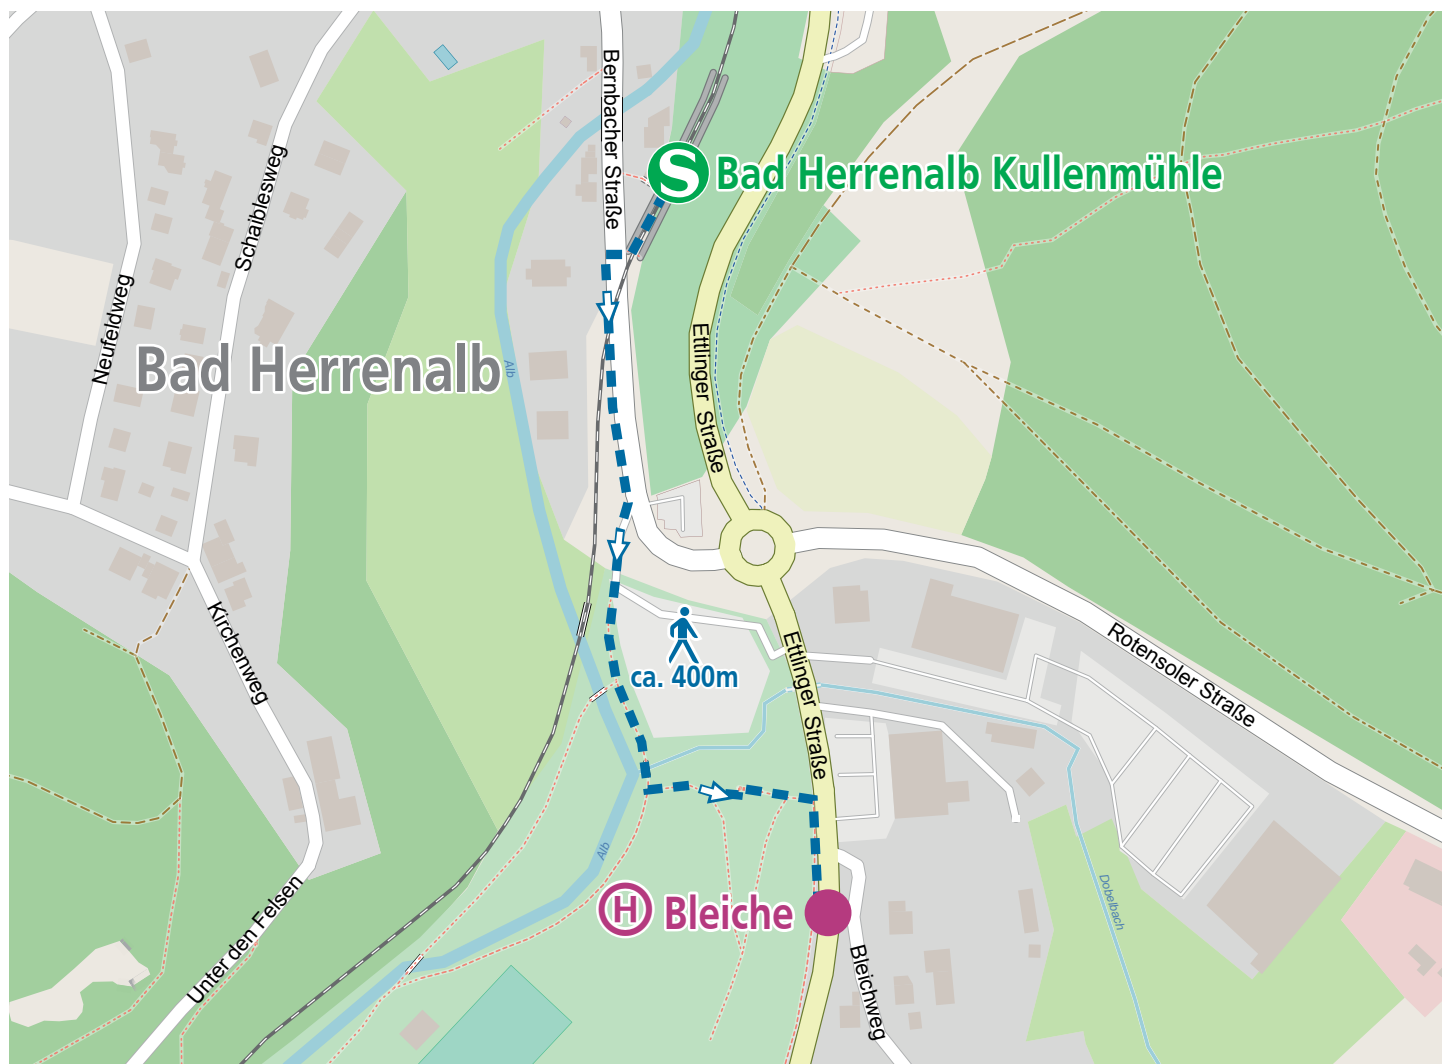 Bernbacher Straße
S Bad Herrenalb Kullenmühle
Schaiblesweg
Neufeldweg
Bad Herrenalb
Alb
Ettlinger Straße
Kirchenweg
ca. 400m
Ettlinger Straße
Rotensoler Straße
Alb
H Bleiche
Dobelbach
Unter den Felsen
Bleichweg